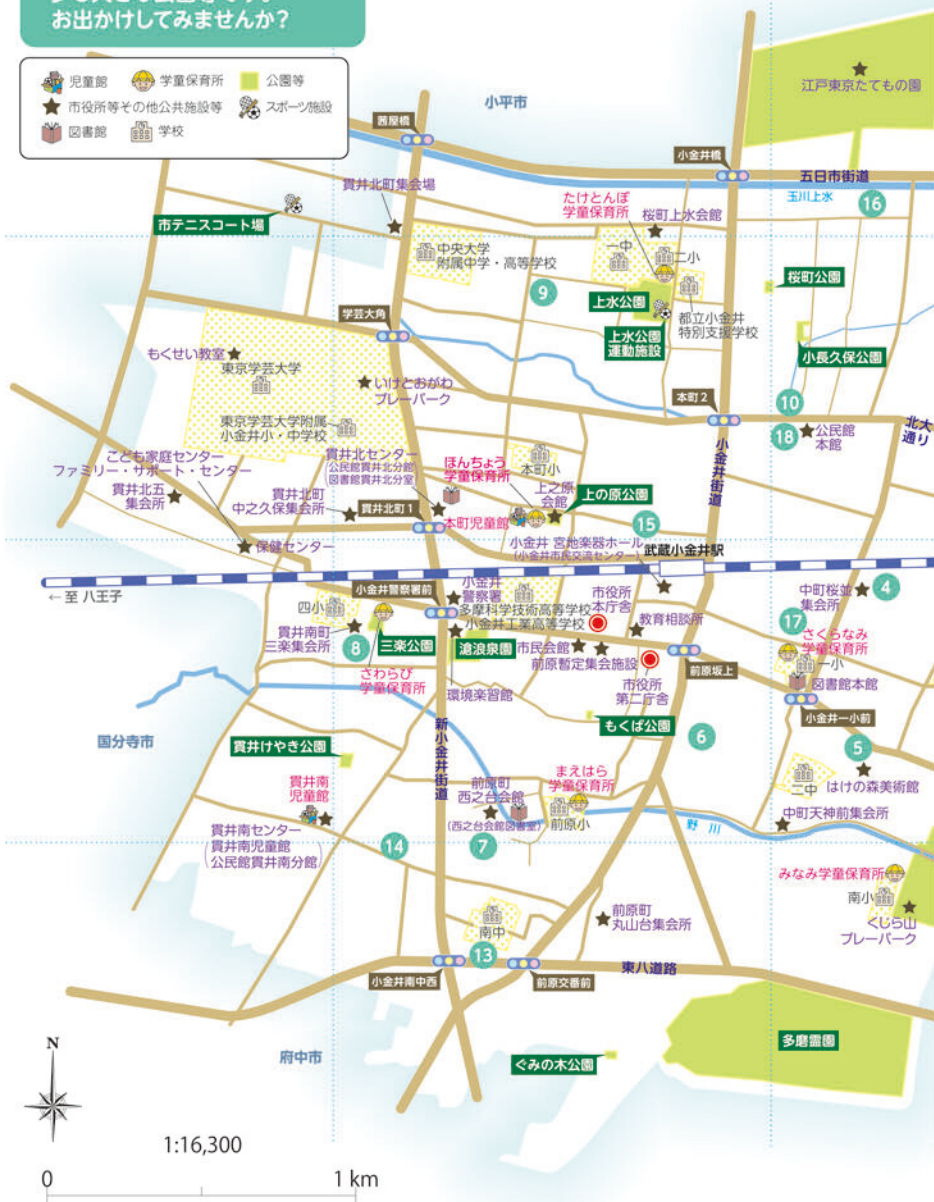 お出かけしてみませんか？
児童館
学童保育所
公園等
市役所等その他公共施設等
スポーツ施設
図書館
学校
小平市
江戸東京たてもの園
茜屋橋
小金井橋
五日市街道
玉川上水
16
貫井北町集会場
市テニスコート場
たけとんぼ
学童保育所
桜町上水会館
一中
二小
中央大学
附属中学・高等学校
9
上水公園
上水公園
運動施設
都立小金井
特別支援学校
桜町公園
小長久保公園
学芸大角
もくせい教室
東京学芸大学
いけとおがわ
プレーパーク
東京学芸大学附属
小金井小・中学校
本町2
10
18
公民館
本館
北大
通り
小金井街道
こども家庭センター
ファミリー・サポート・センター
貫井北センター
公民館貫井北分館
図書館貫井北分室
ほんちょう
学童保育所
本町小
上之原
会館
上の原公園
貫井北五
集会所
貫井北町
中之久保集会所
貫井北町1
本町児童館
15
保健センター
小金井 宮地楽器ホール
(小金井市民交流センター)
武蔵小金井駅
←至 八王子
小金井警察署前
小金井
警察署
四小
多摩科学技術高等学校
小金井工業高等学校
市役所
本庁舎
教育相談所
中町桜並
集会所
4
17
貫井南町
三楽集会所
8
三楽公園
滄浪泉園
市民会館
前原暫定集会施設
前原坂上
さくらなみ
学童保育所
一小
図書館本館
さわらび
学童保育所
環境楽習館
市役所
第二庁舎
小金井一小前
もくば公園
6
5
はけの森美術館
国分寺市
新小金井街道
貫井けやき公園
貫井南
児童館
前原町
西之台会館
(西之台会館図書室)
まえはら
学童保育所
前原小
二中
中町天神前集会所
野川
貫井南センター
貫井南児童館
公民館貫井南分館
14
7
みなみ学童保育所
南小
くじら山
プレーパーク
前原町
丸山台集会所
南中
13
小金井南中西
前原交番前
東八道路
多磨霊園
ぐみの木公園
府中市
N
1:16,300
0
1 km